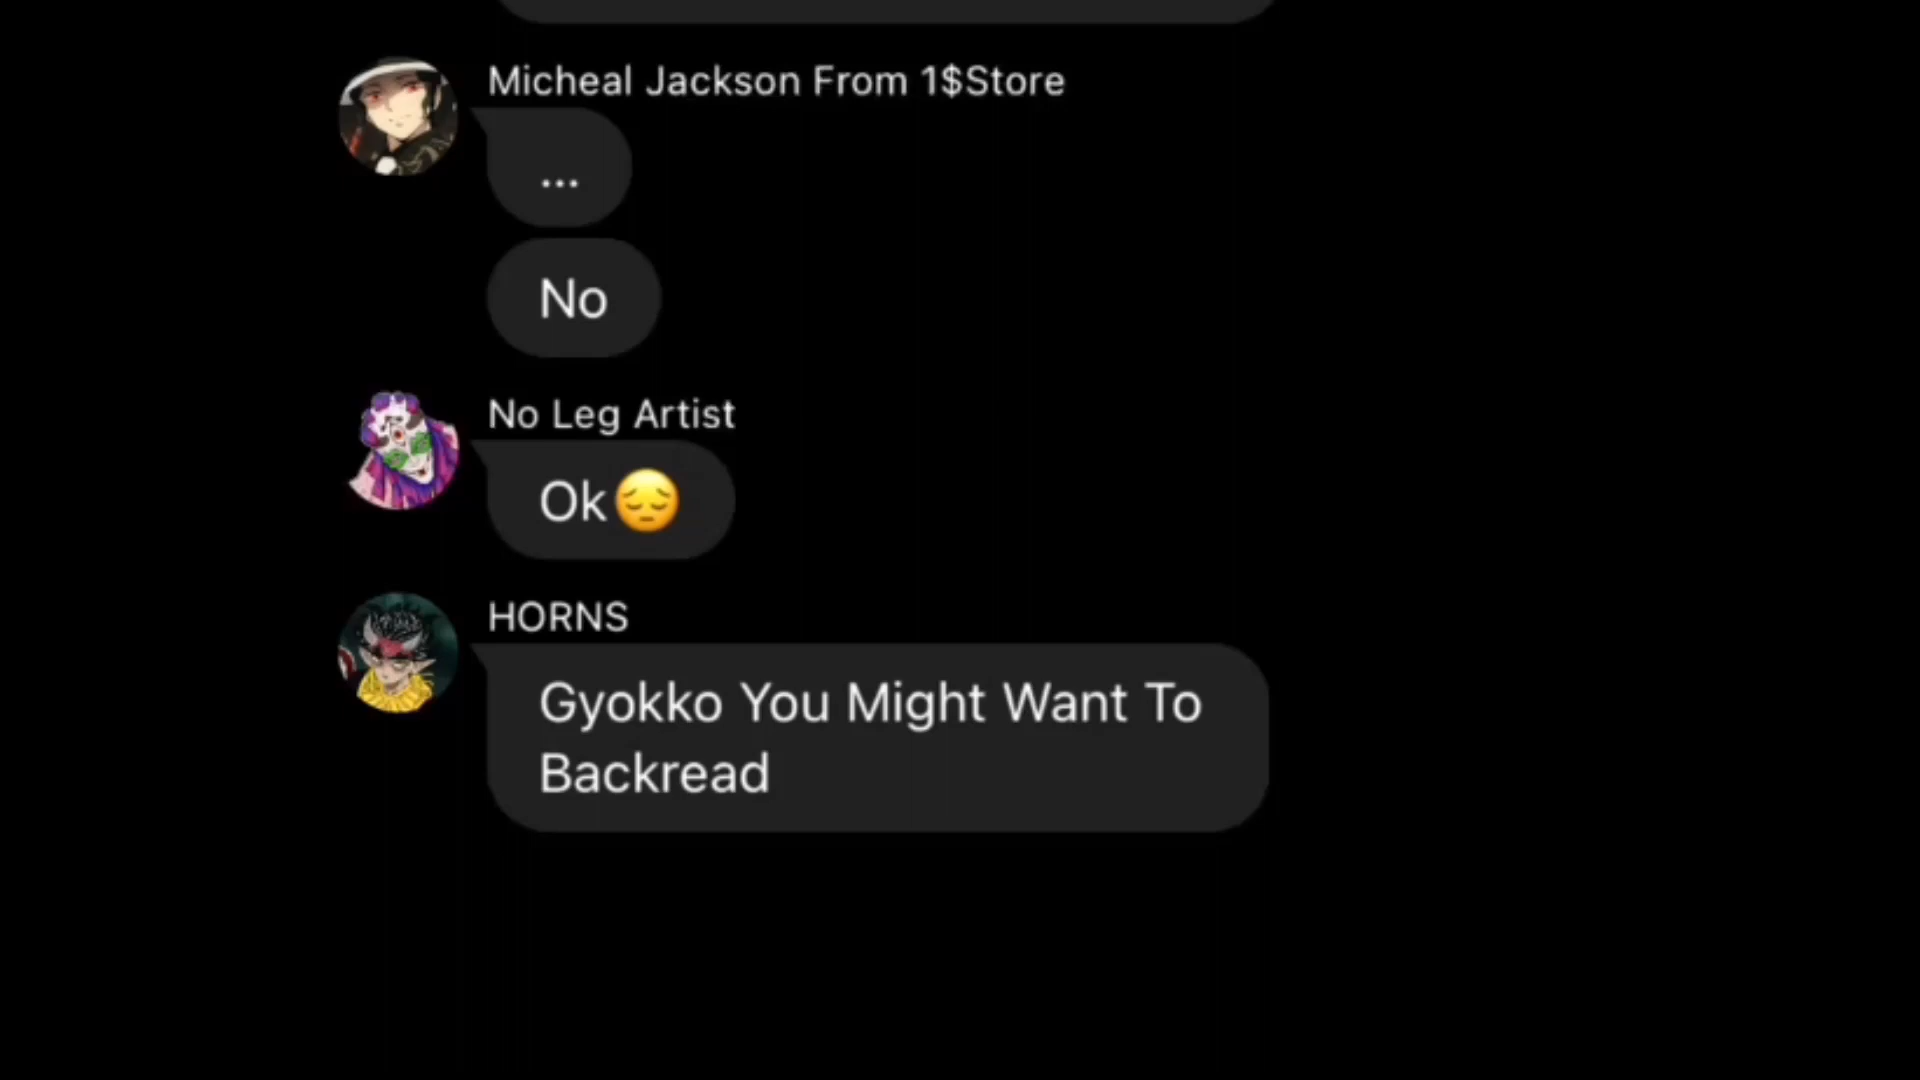 Micheal Jackson From 1$Store
...
No
No Leg Artist
Ok😔
HORNS
Gyokko You Might Want To
Backread